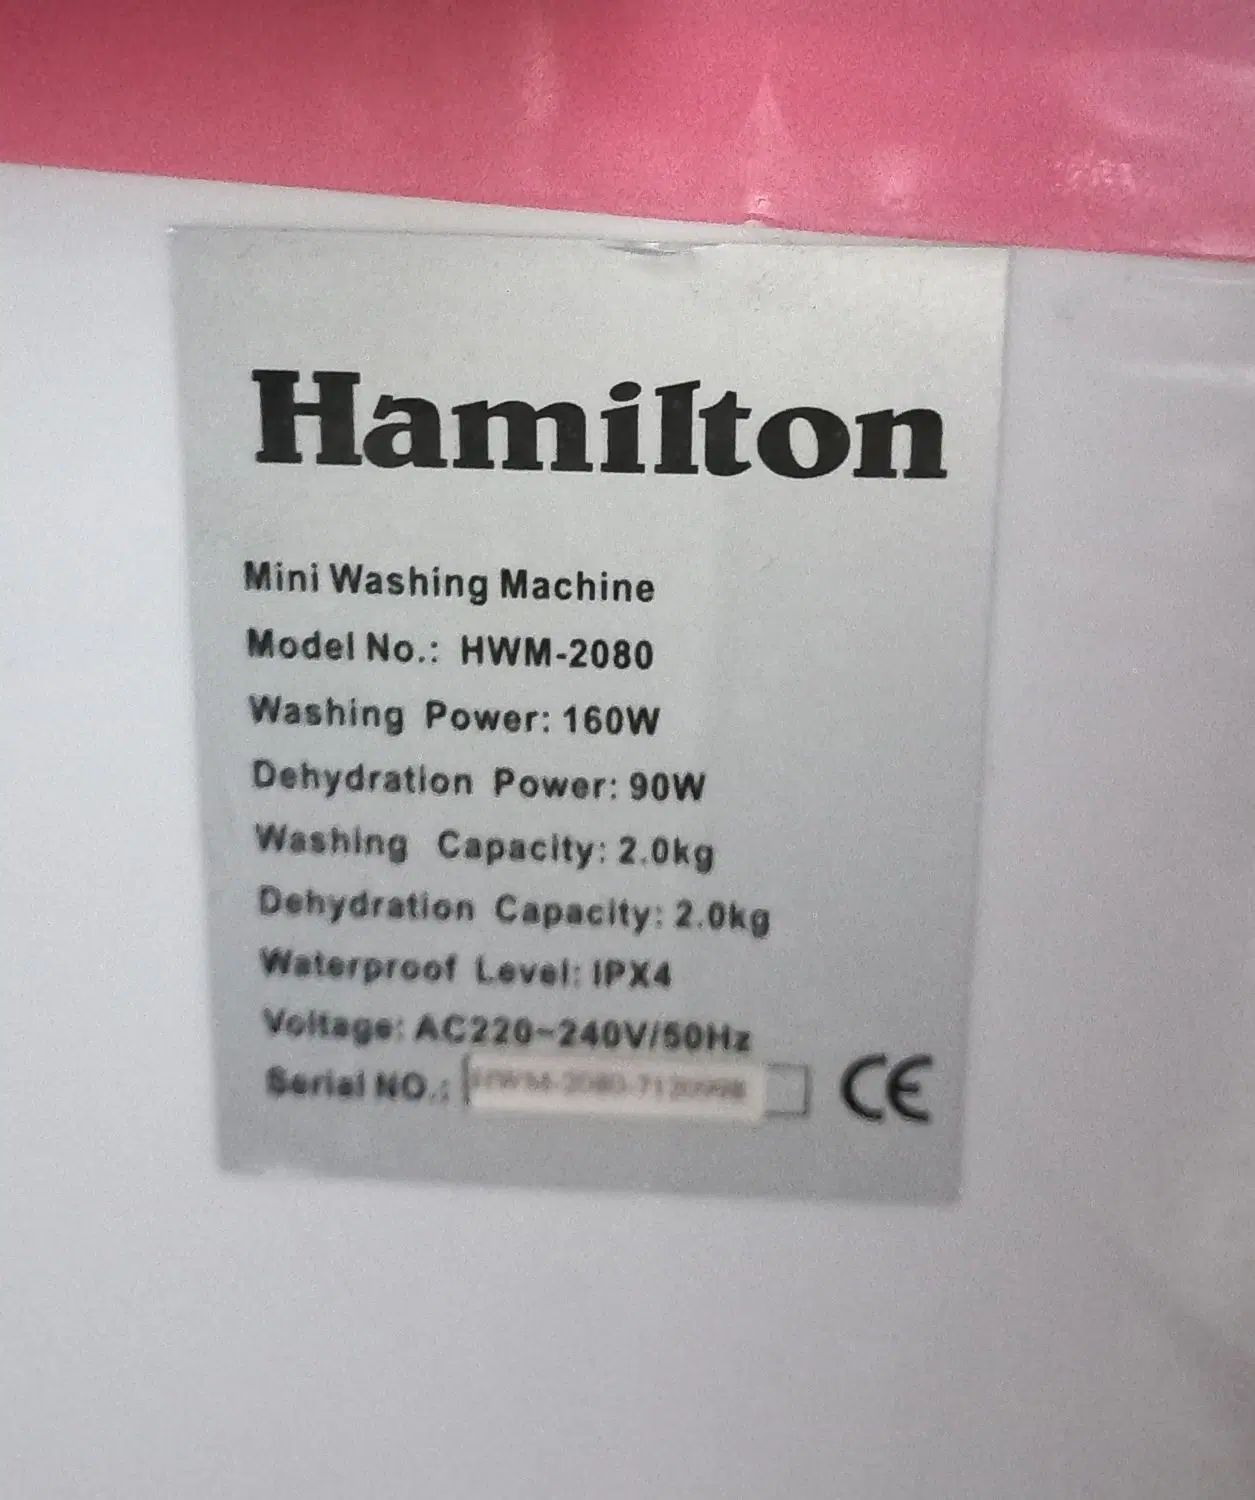 Hamilton
Mini Washing Machine
Model No.: HWM-2080
Washing Power: 160W
Dehydration Power: 90W
Washing Capacity: 2.0kg
Dehydration Capacity: 2.0kg
Waterproof Level: IPX4
Voltage: AC220~240V/50Hz
Serial NO.:
CE